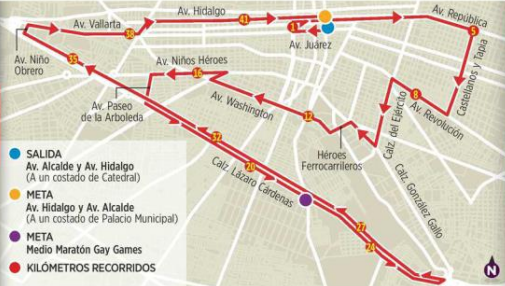 Av. Hidalgo
Av. República
Av. Vallarta
41
38
1
5
Av. Juárez
Av. Niño
Obrero
35
Av. Niños Héroes
16
Castellanos y Tapia
8
Av. Revolución
Av. Paseo
de la Arboleda
Av. Washington
12
Calz. del Ejército
Héroes
Ferrocarrileros
32
20
Calz. Lázaro Cárdenas
Calz. González Gallo
27
24
SALIDA
Av. Alcalde y Av. Hidalgo
(A un costado de Catedral)
META
Av. Hidalgo y Av. Alcalde
(A un costado de Palacio Municipal)
META
Medio Maratón Gay Games
KILÓMETROS RECORRIDOS
N